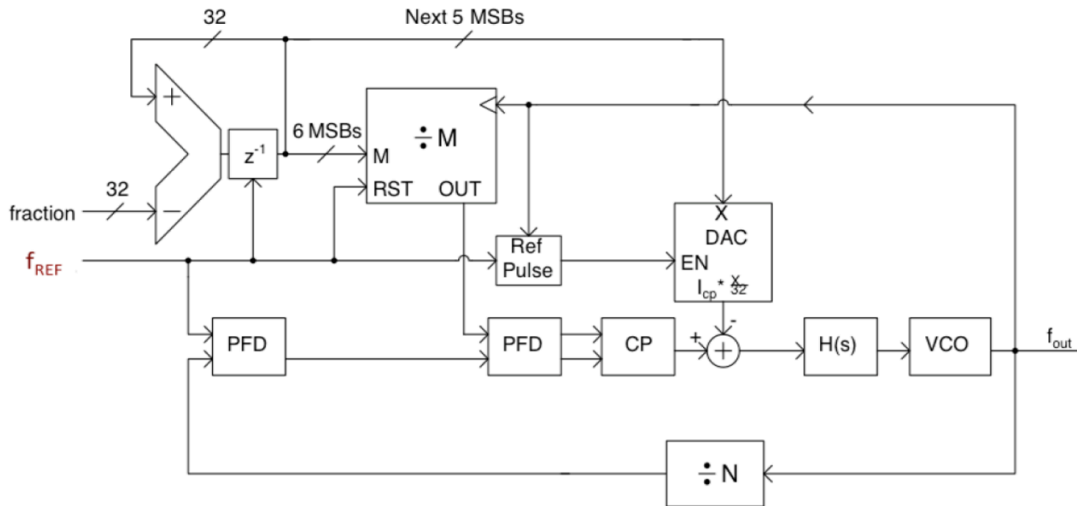 32
Next 5 MSBs
+
z⁻¹
6 MSBs
÷ M
M
RST OUT
32
fraction
−
f_REF
Ref
Pulse
X
DAC
EN
I_cp * X/32
PFD
PFD
CP
+
-
+
H(s)
VCO
f_out
÷ N